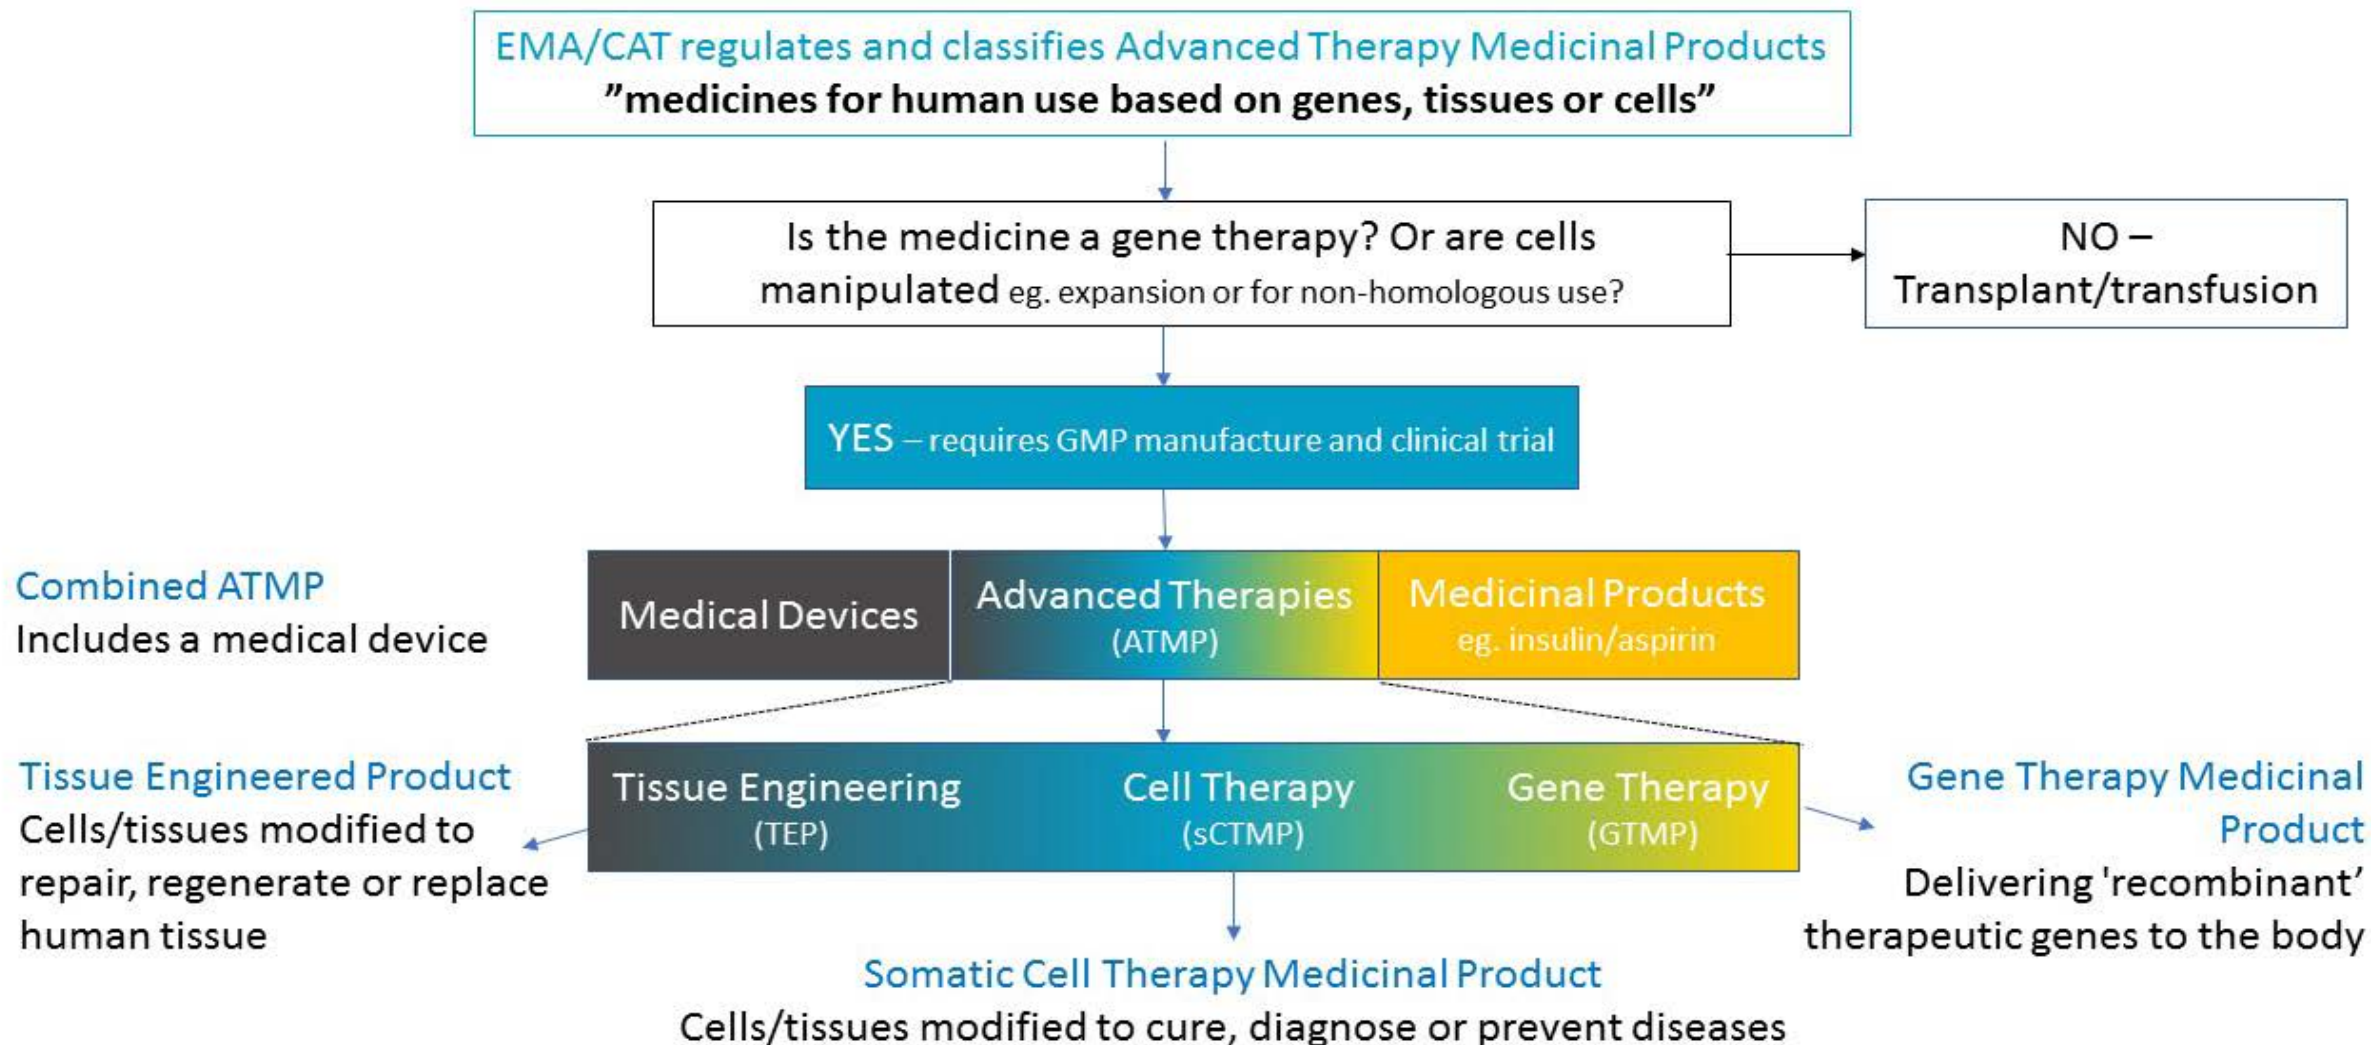 EMA/CAT regulates and classifies Advanced Therapy Medicinal Products
”medicines for human use based on genes, tissues or cells”
Is the medicine a gene therapy? Or are cells
manipulated eg. expansion or for non-homologous use?
NO –
Transplant/transfusion
YES – requires GMP manufacture and clinical trial
Combined ATMP
Includes a medical device
Medical Devices
Advanced Therapies
(ATMP)
Medicinal Products
eg. insulin/aspirin
Tissue Engineered Product
Cells/tissues modified to
repair, regenerate or replace
human tissue
Tissue Engineering
(TEP)
Cell Therapy
(sCTMP)
Gene Therapy
(GTMP)
Gene Therapy Medicinal
Product
Delivering 'recombinant’
therapeutic genes to the body
Somatic Cell Therapy Medicinal Product
Cells/tissues modified to cure, diagnose or prevent diseases